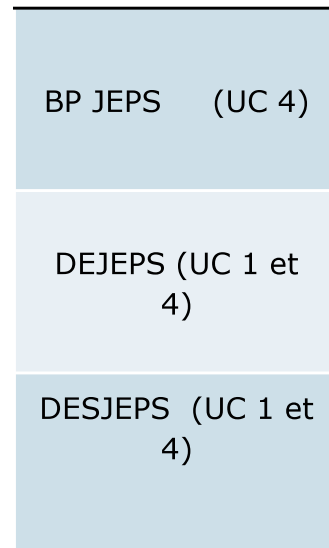 BP JEPS (UC 4)
DEJEPS (UC 1 et
4)
DESJEPS (UC 1 et
4)